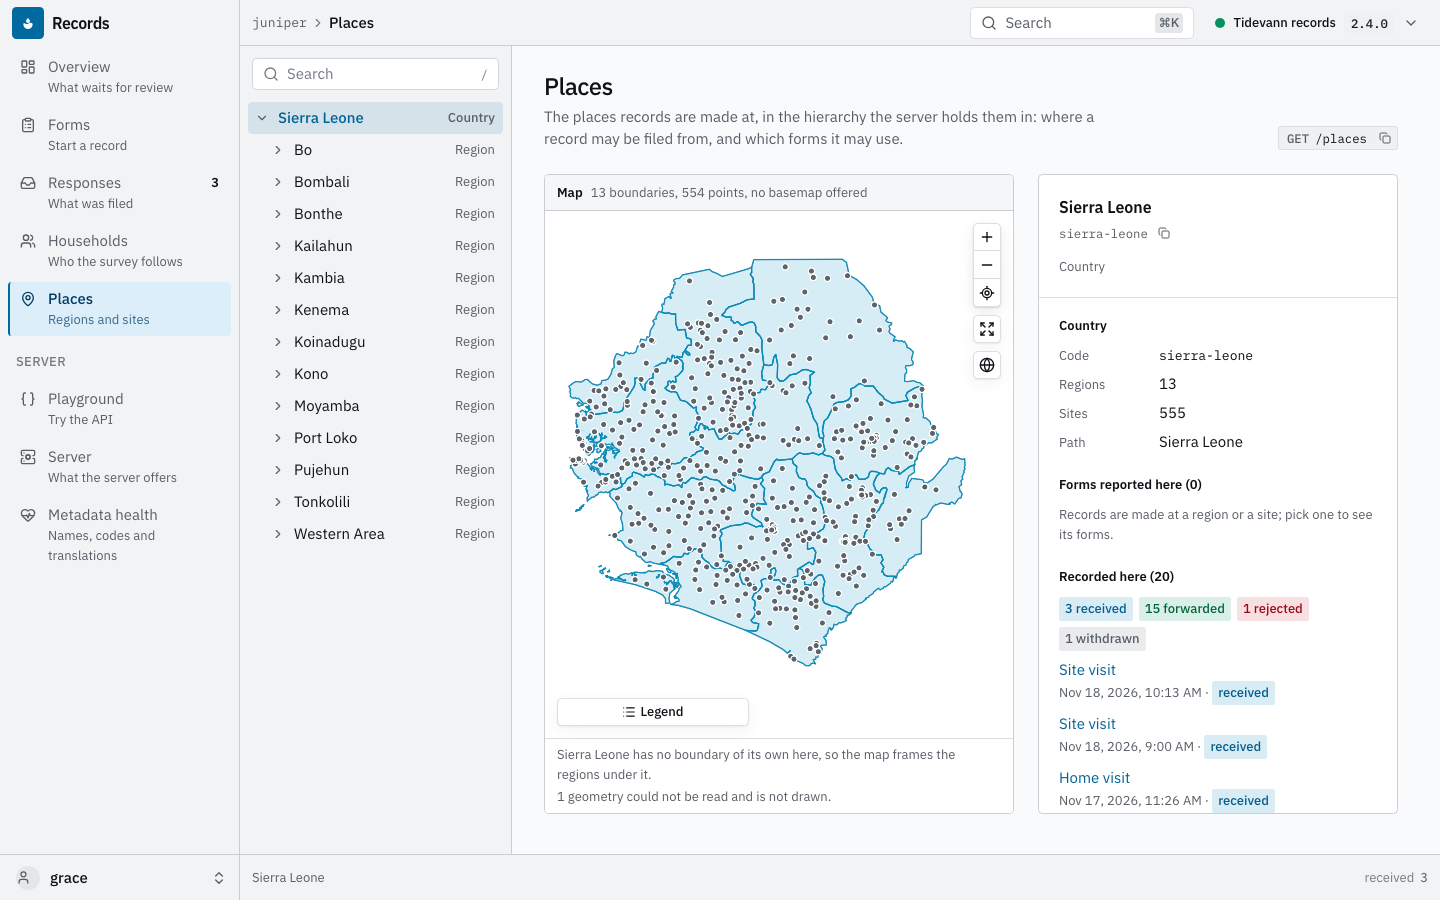 Records
Overview
What waits for review
Forms
Start a record
Responses
3
What was filed
Households
Who the survey follows
Places
Regions and sites
SERVER
Playground
Try the API
Server
What the server offers
Metadata health
Names, codes and
translations
grace
juniper > Places
Search
⌘K
Tidevann records 2.4.0
Search
/
Sierra Leone Country
Bo Region
Bombali Region
Bonthe Region
Kailahun Region
Kambia Region
Kenema Region
Koinadugu Region
Kono Region
Moyamba Region
Port Loko Region
Pujehun Region
Tonkolili Region
Western Area Region
Places
The places records are made at, in the hierarchy the server holds them in: where a
record may be filed from, and which forms it may use.
GET /places
Map 13 boundaries, 554 points, no basemap offered
Legend
Sierra Leone has no boundary of its own here, so the map frames the
regions under it.
1 geometry could not be read and is not drawn.
Sierra Leone
sierra-leone
Country
Country
Code sierra-leone
Regions 13
Sites 555
Path Sierra Leone
Forms reported here (0)
Records are made at a region or a site; pick one to see
its forms.
Recorded here (20)
3 received 15 forwarded 1 rejected
1 withdrawn
Site visit
Nov 18, 2026, 10:13 AM · received
Site visit
Nov 18, 2026, 9:00 AM · received
Home visit
Nov 17, 2026, 11:26 AM · received
Sierra Leone
received 3